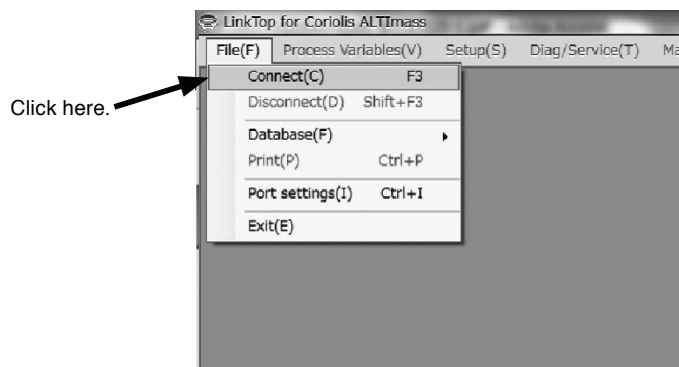 LinkTop for Coriolis ALTImass
File(F) Process Variables(V) Setup(S) Diag/Service(T) Ma
Connect(C) F3
Click here.
Disconnect(D) Shift+F3
Database(F)
Print(P) Ctrl+P
Port settings(I) Ctrl+I
Exit(E)